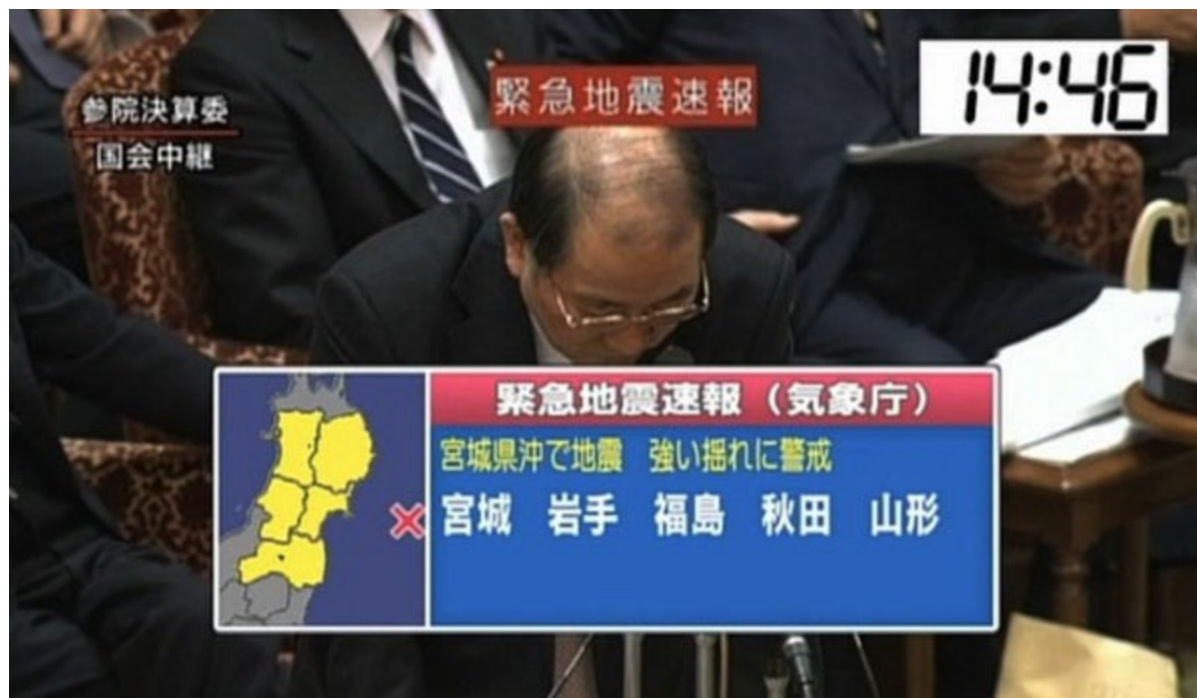 参院決算委
国会中継
緊急地震速報
14:46
緊急地震速報（気象庁）
宮城県沖で地震 強い揺れに警戒
宮城 岩手 福島 秋田 山形